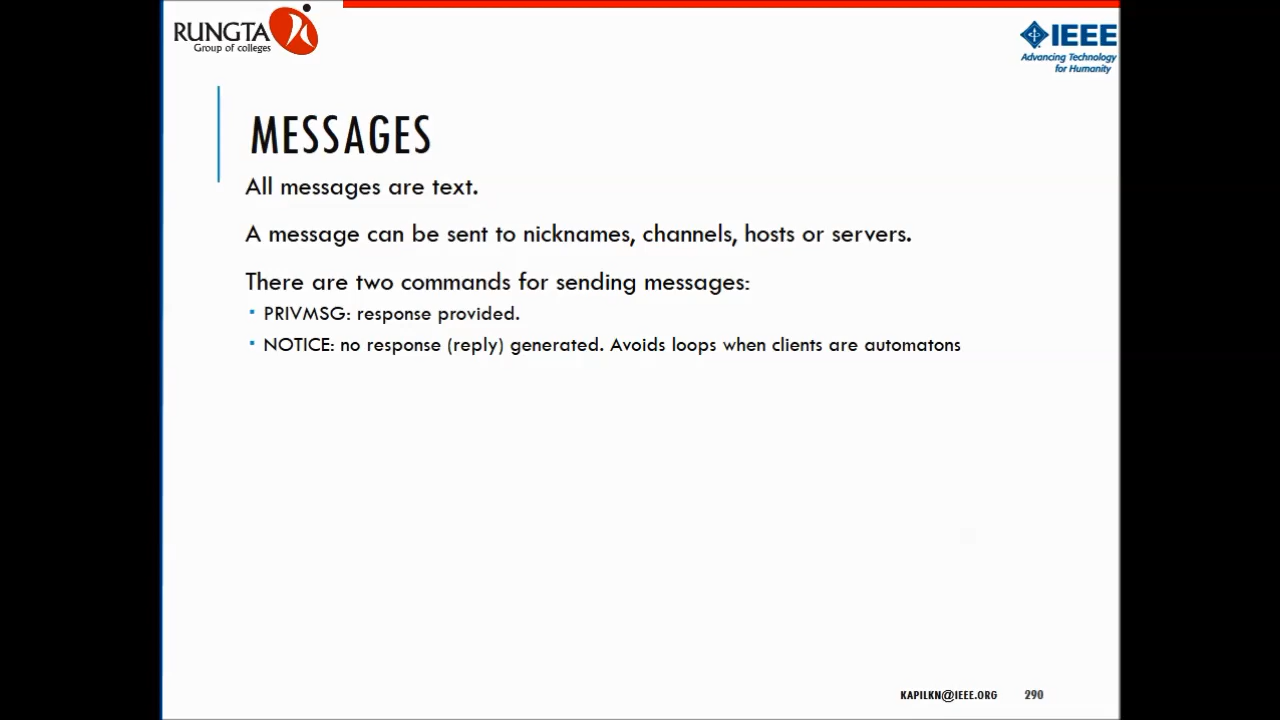 RUNGTA
Group of colleges
IEEE
Advancing Technology
for Humanity
MESSAGES
All messages are text.
A message can be sent to nicknames, channels, hosts or servers.
There are two commands for sending messages:
▪ PRIVMSG: response provided.
▪ NOTICE: no response (reply) generated. Avoids loops when clients are automatons
KAPILKN@IEEE.ORG 290